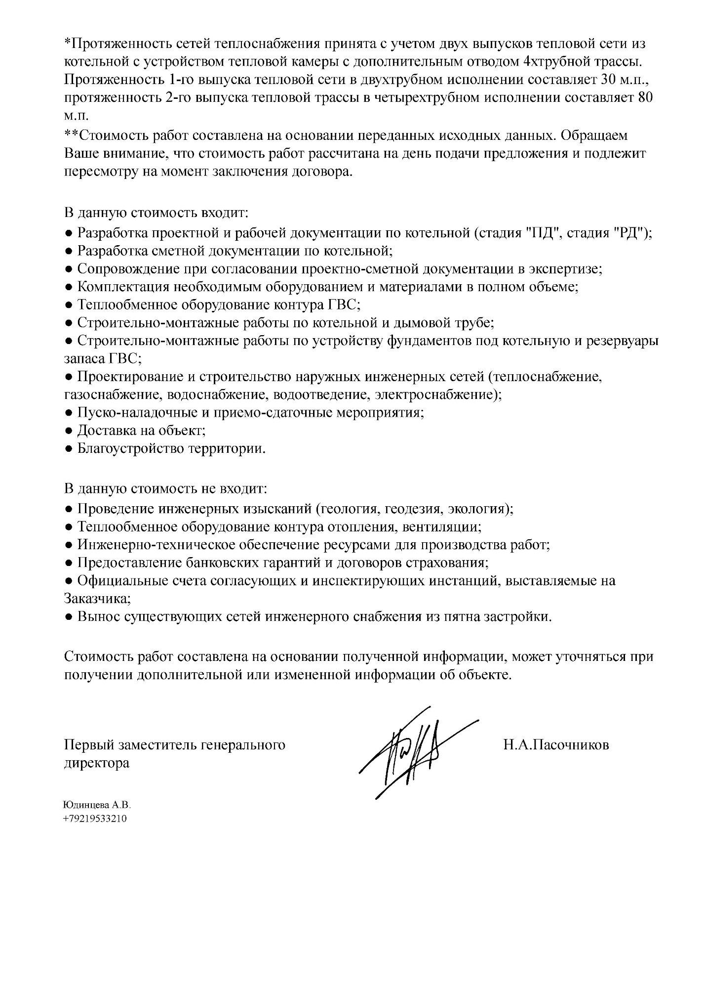 *Протяженность сетей теплоснабжения принята с учетом двух выпусков тепловой сети из
котельной с устройством тепловой камеры с дополнительным отводом 4хтрубной трассы.
Протяженность 1-го выпуска тепловой сети в двухтрубном исполнении составляет 30 м.п.,
протяженность 2-го выпуска тепловой трассы в четырехтрубном исполнении составляет 80
м.п.
**Стоимость работ составлена на основании переданных исходных данных. Обращаем
Ваше внимание, что стоимость работ рассчитана на день подачи предложения и подлежит
пересмотру на момент заключения договора.
В данную стоимость входит:
● Разработка проектной и рабочей документации по котельной (стадия "ПД", стадия "РД");
● Разработка сметной документации по котельной;
● Сопровождение при согласовании проектно-сметной документации в экспертизе;
● Комплектация необходимым оборудованием и материалами в полном объеме;
● Теплообменное оборудование контура ГВС;
● Строительно-монтажные работы по котельной и дымовой трубе;
● Строительно-монтажные работы по устройству фундаментов под котельную и резервуары
запаса ГВС;
● Проектирование и строительство наружных инженерных сетей (теплоснабжение,
газоснабжение, водоснабжение, водоотведение, электроснабжение);
● Пуско-наладочные и приемо-сдаточные мероприятия;
● Доставка на объект;
● Благоустройство территории.
В данную стоимость не входит:
● Проведение инженерных изысканий (геология, геодезия, экология);
● Теплообменное оборудование контура отопления, вентиляции;
● Инженерно-техническое обеспечение ресурсами для производства работ;
● Предоставление банковских гарантий и договоров страхования;
● Официальные счета согласующих и инспектирующих инстанций, выставляемые на
Заказчика;
● Вынос существующих сетей инженерного снабжения из пятна застройки.
Стоимость работ составлена на основании полученной информации, может уточняться при
получении дополнительной или измененной информации об объекте.
Первый заместитель генерального
директора
Н.А.Пасочников
Юдинцева А.В.
+79219533210